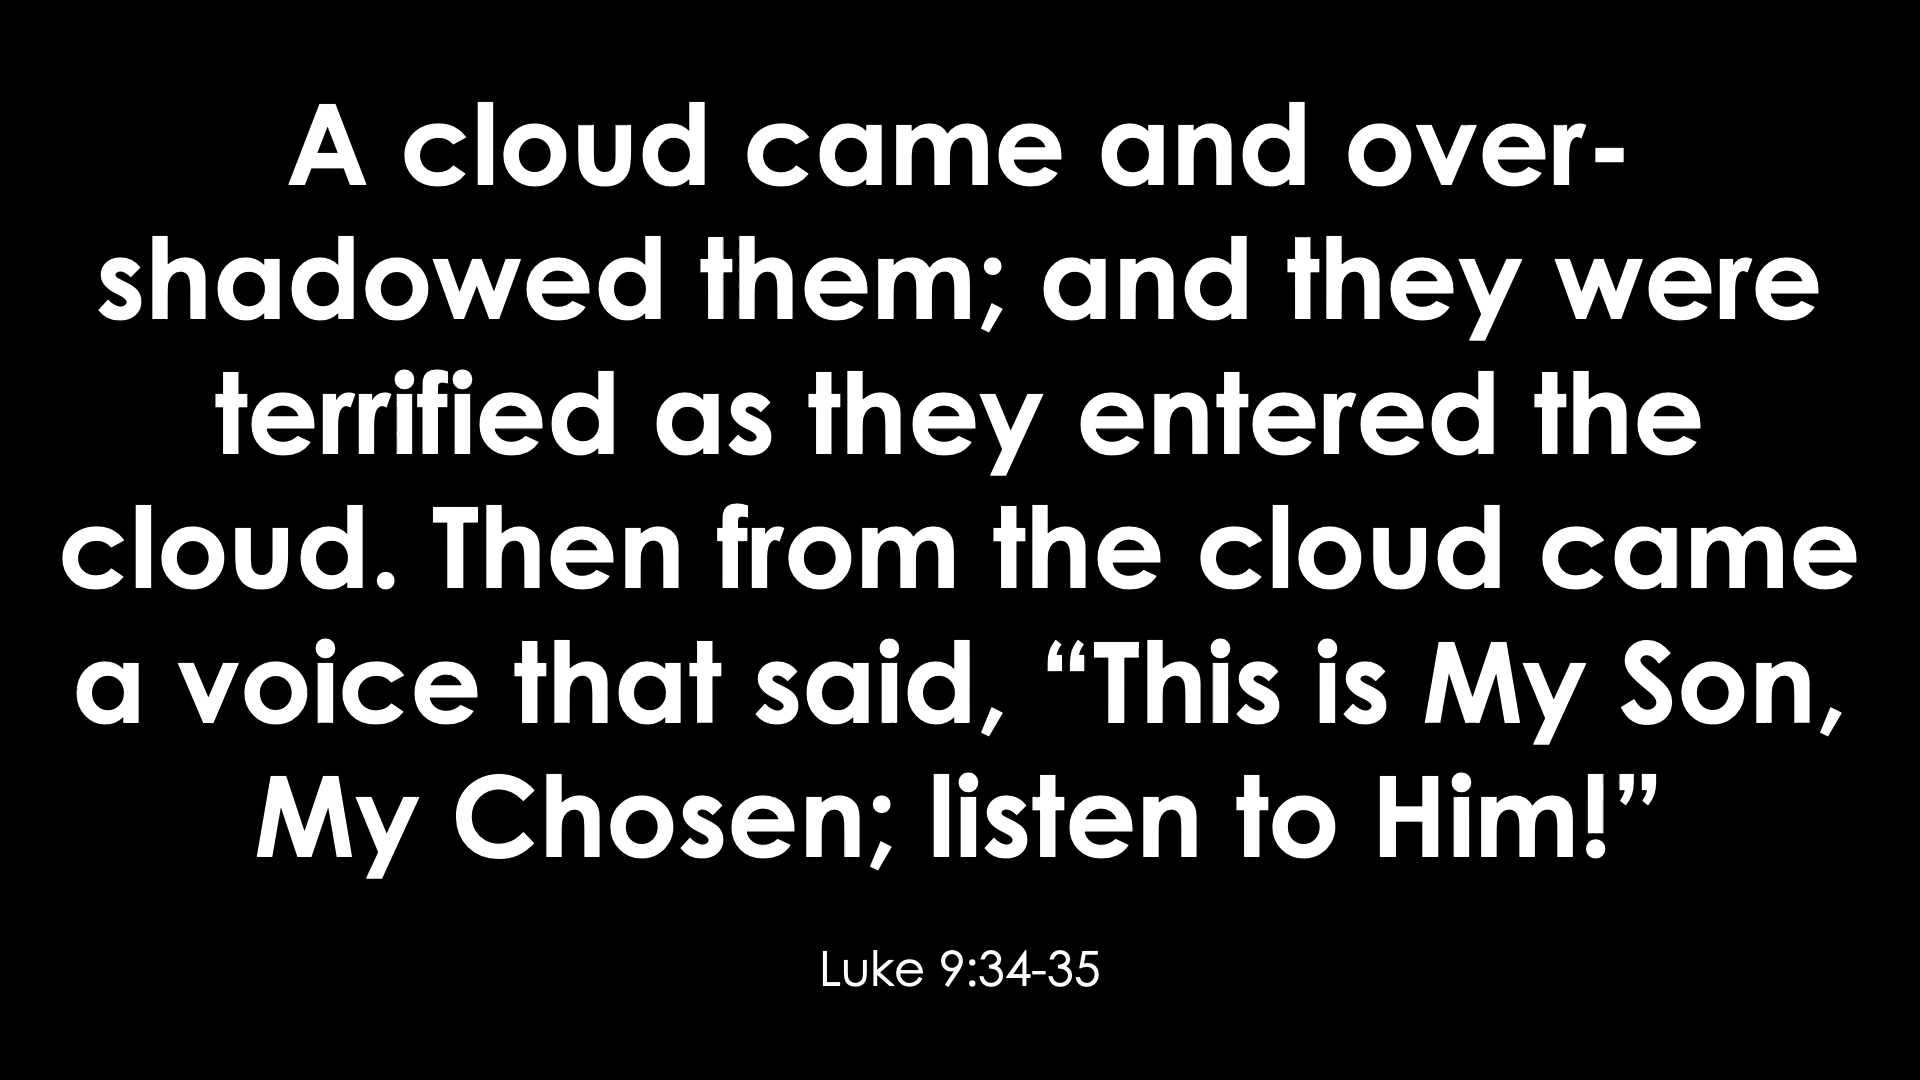 A cloud came and over-
shadowed them; and they were
terrified as they entered the
cloud. Then from the cloud came
a voice that said, “This is My Son,
My Chosen; listen to Him!”
Luke 9:34-35